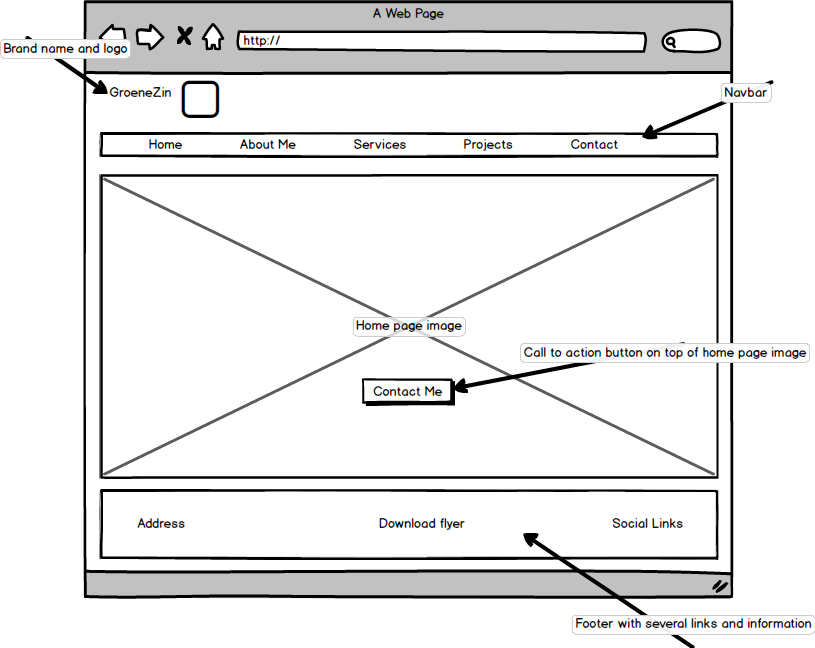 A Web Page
http://
Brand name and logo
GroeneZin
Navbar
Home About Me Services Projects Contact
Home page image
Call to action button on top of home page image
Contact Me
Address Download flyer Social Links
Footer with several links and information